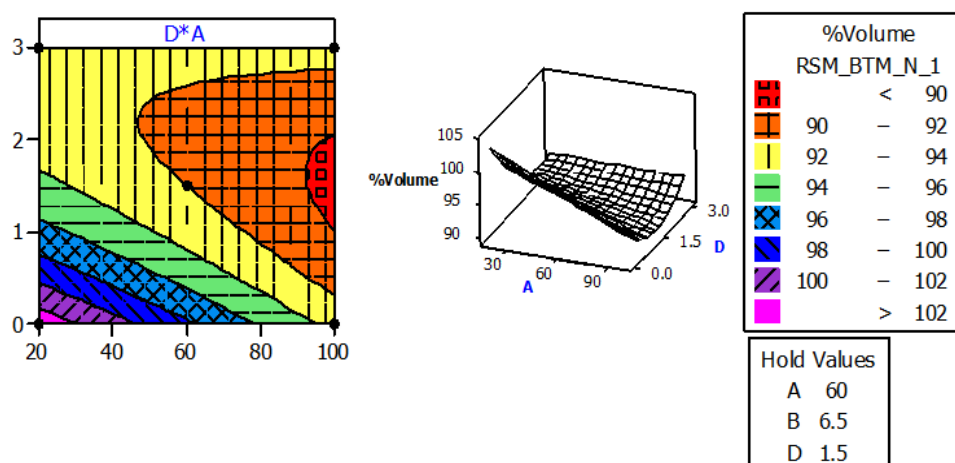 D*A
3
2
1
0
20 40 60 80 100
105
100
95
90
%Volume
30
60
90
A
0.0
1.5
3.0
D
%Volume
RSM_BTM_N_1
< 90
90 – 92
92 – 94
94 – 96
96 – 98
98 – 100
100 – 102
> 102
Hold Values
A 60
B 6.5
D 1.5